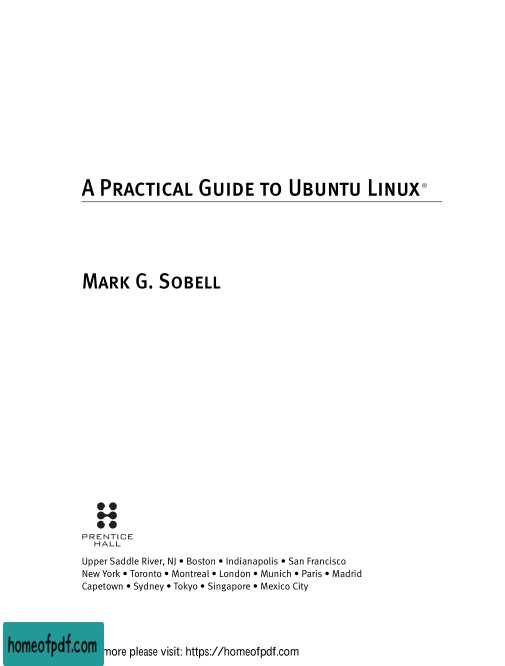 A PRACTICAL GUIDE TO UBUNTU LINUX®
MARK G. SOBELL
PRENTICE
HALL
Upper Saddle River, NJ • Boston • Indianapolis • San Francisco
New York • Toronto • Montreal • London • Munich • Paris • Madrid
Capetown • Sydney • Tokyo • Singapore • Mexico City
homeofpdf.com
more please visit: https://homeofpdf.com